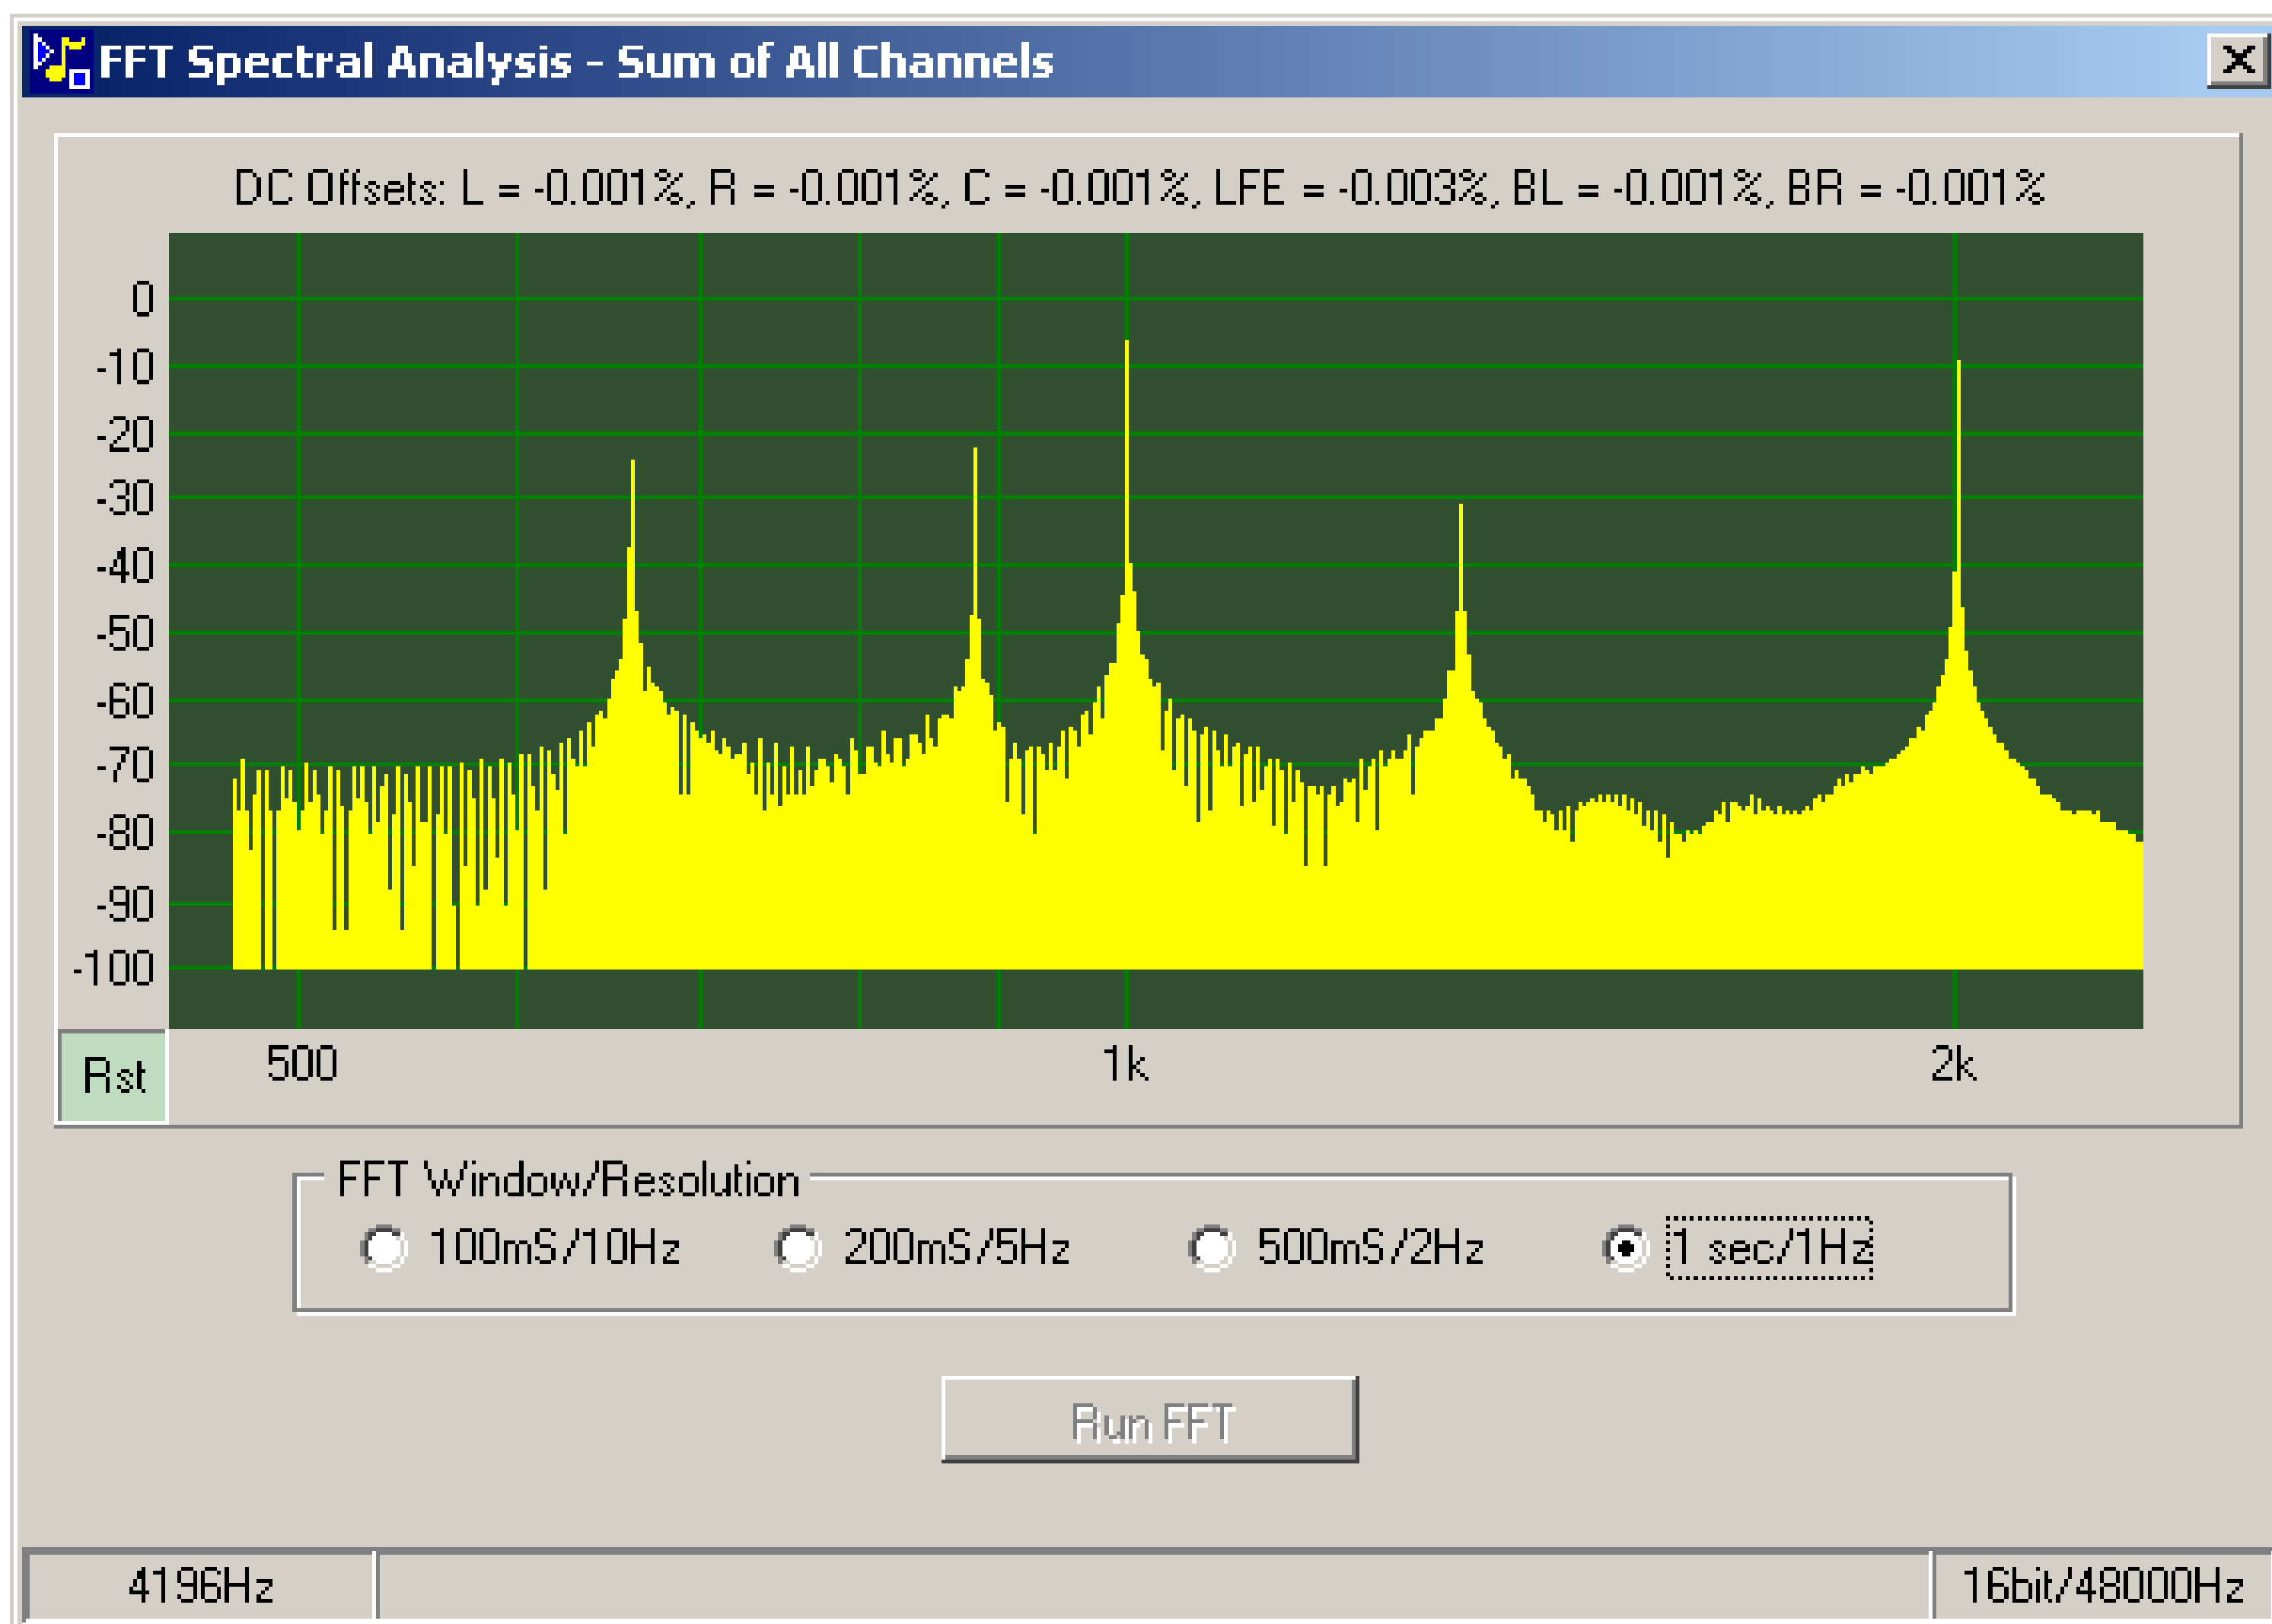 FFT Spectral Analysis - Sum of All Channels
DC Offsets: L = -0.001%, R = -0.001%, C = -0.001%, LFE = -0.003%, BL = -0.001%, BR = -0.001%
0
-10
-20
-30
-40
-50
-60
-70
-80
-90
-100
Rst
500 1k 2k
FFT Window/Resolution
100mS/10Hz 200mS/5Hz 500mS/2Hz 1 sec/1Hz
Run FFT
4196Hz 16bit/48000Hz